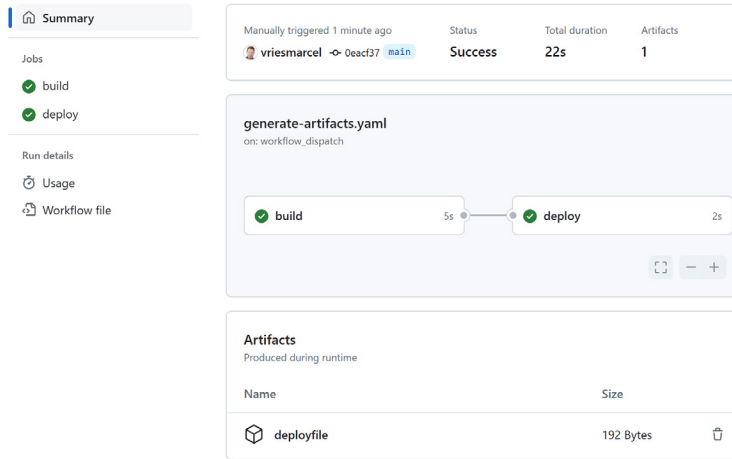 Summary
Jobs
build
deploy
Run details
Usage
Workflow file
Manually triggered 1 minute ago
vriesmarcel 0eacf37 main
Status
Success
Total duration
22s
Artifacts
1
generate-artifacts.yaml
on: workflow_dispatch
build 5s
deploy 2s
Artifacts
Produced during runtime
Name Size
deployfile 192 Bytes